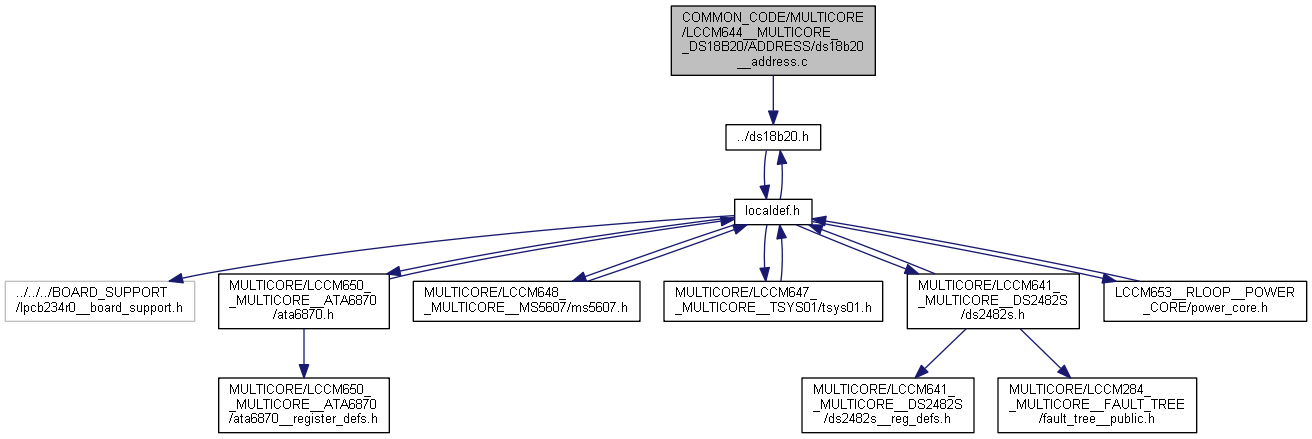 COMMON_CODE/MULTICORE
/LCCM644__MULTICORE_
_DS18B20/ADDRESS/ds18b20
__address.c
../ds18b20.h
localdef.h
../../../BOARD_SUPPORT
/lpcb234r0__board_support.h
MULTICORE/LCCM650_
_MULTICORE__ATA6870
/ata6870.h
MULTICORE/LCCM648_
_MULTICORE__MS5607/ms5607.h
MULTICORE/LCCM647_
_MULTICORE__TSYS01/tsys01.h
MULTICORE/LCCM641_
_MULTICORE__DS2482S
/ds2482s.h
LCCM653__RLOOP__POWER
_CORE/power_core.h
MULTICORE/LCCM650_
_MULTICORE__ATA6870
/ata6870__register_defs.h
MULTICORE/LCCM641_
_MULTICORE__DS2482S
/ds2482s__reg_defs.h
MULTICORE/LCCM284_
_MULTICORE__FAULT_TREE
/fault_tree__public.h